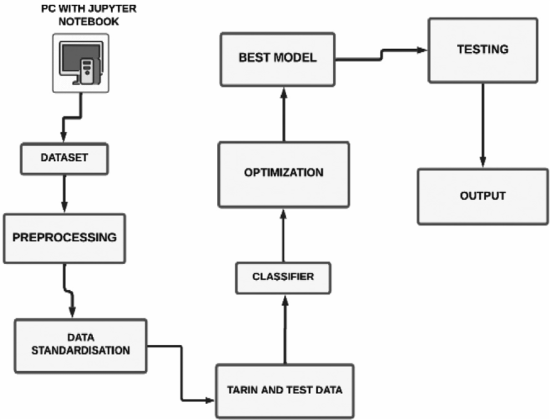 PC WITH JUPYTER
NOTEBOOK
DATASET
PREPROCESSING
DATA
STANDARDISATION
TARIN AND TEST DATA
CLASSIFIER
OPTIMIZATION
BEST MODEL
TESTING
OUTPUT